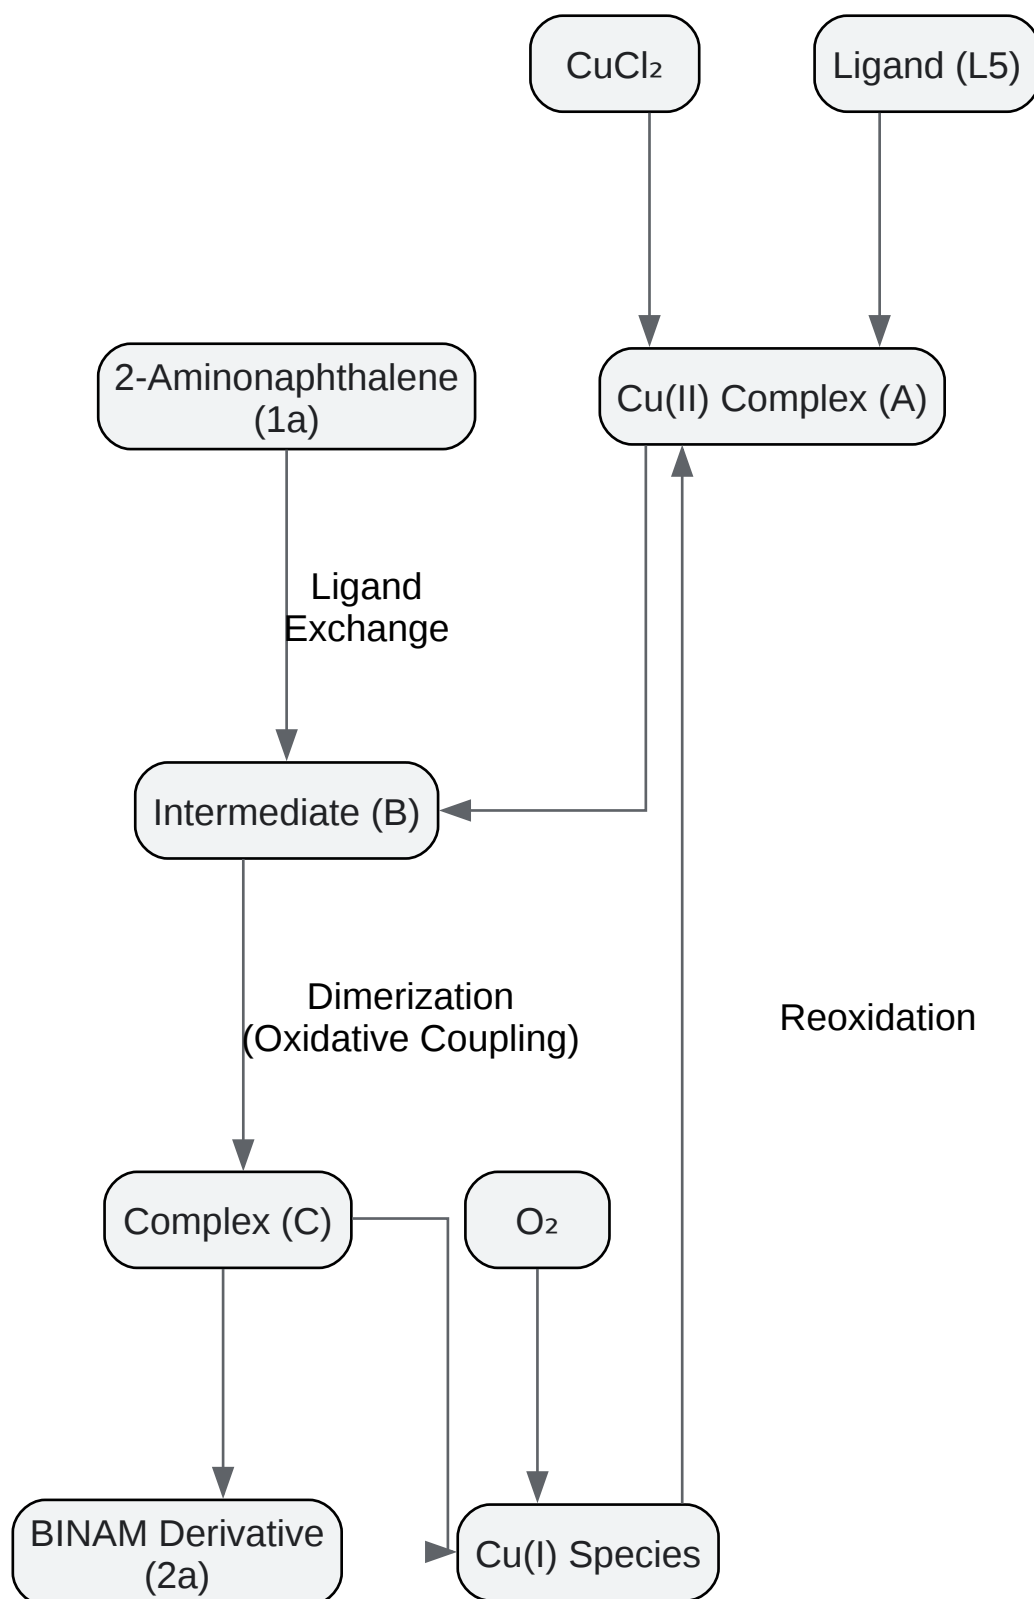 CuCl₂
Ligand (L5)
2-Aminonaphthalene
(1a)
Cu(II) Complex (A)
Ligand
Exchange
Intermediate (B)
Dimerization
(Oxidative Coupling)
Reoxidation
Complex (C)
O₂
BINAM Derivative
(2a)
Cu(I) Species